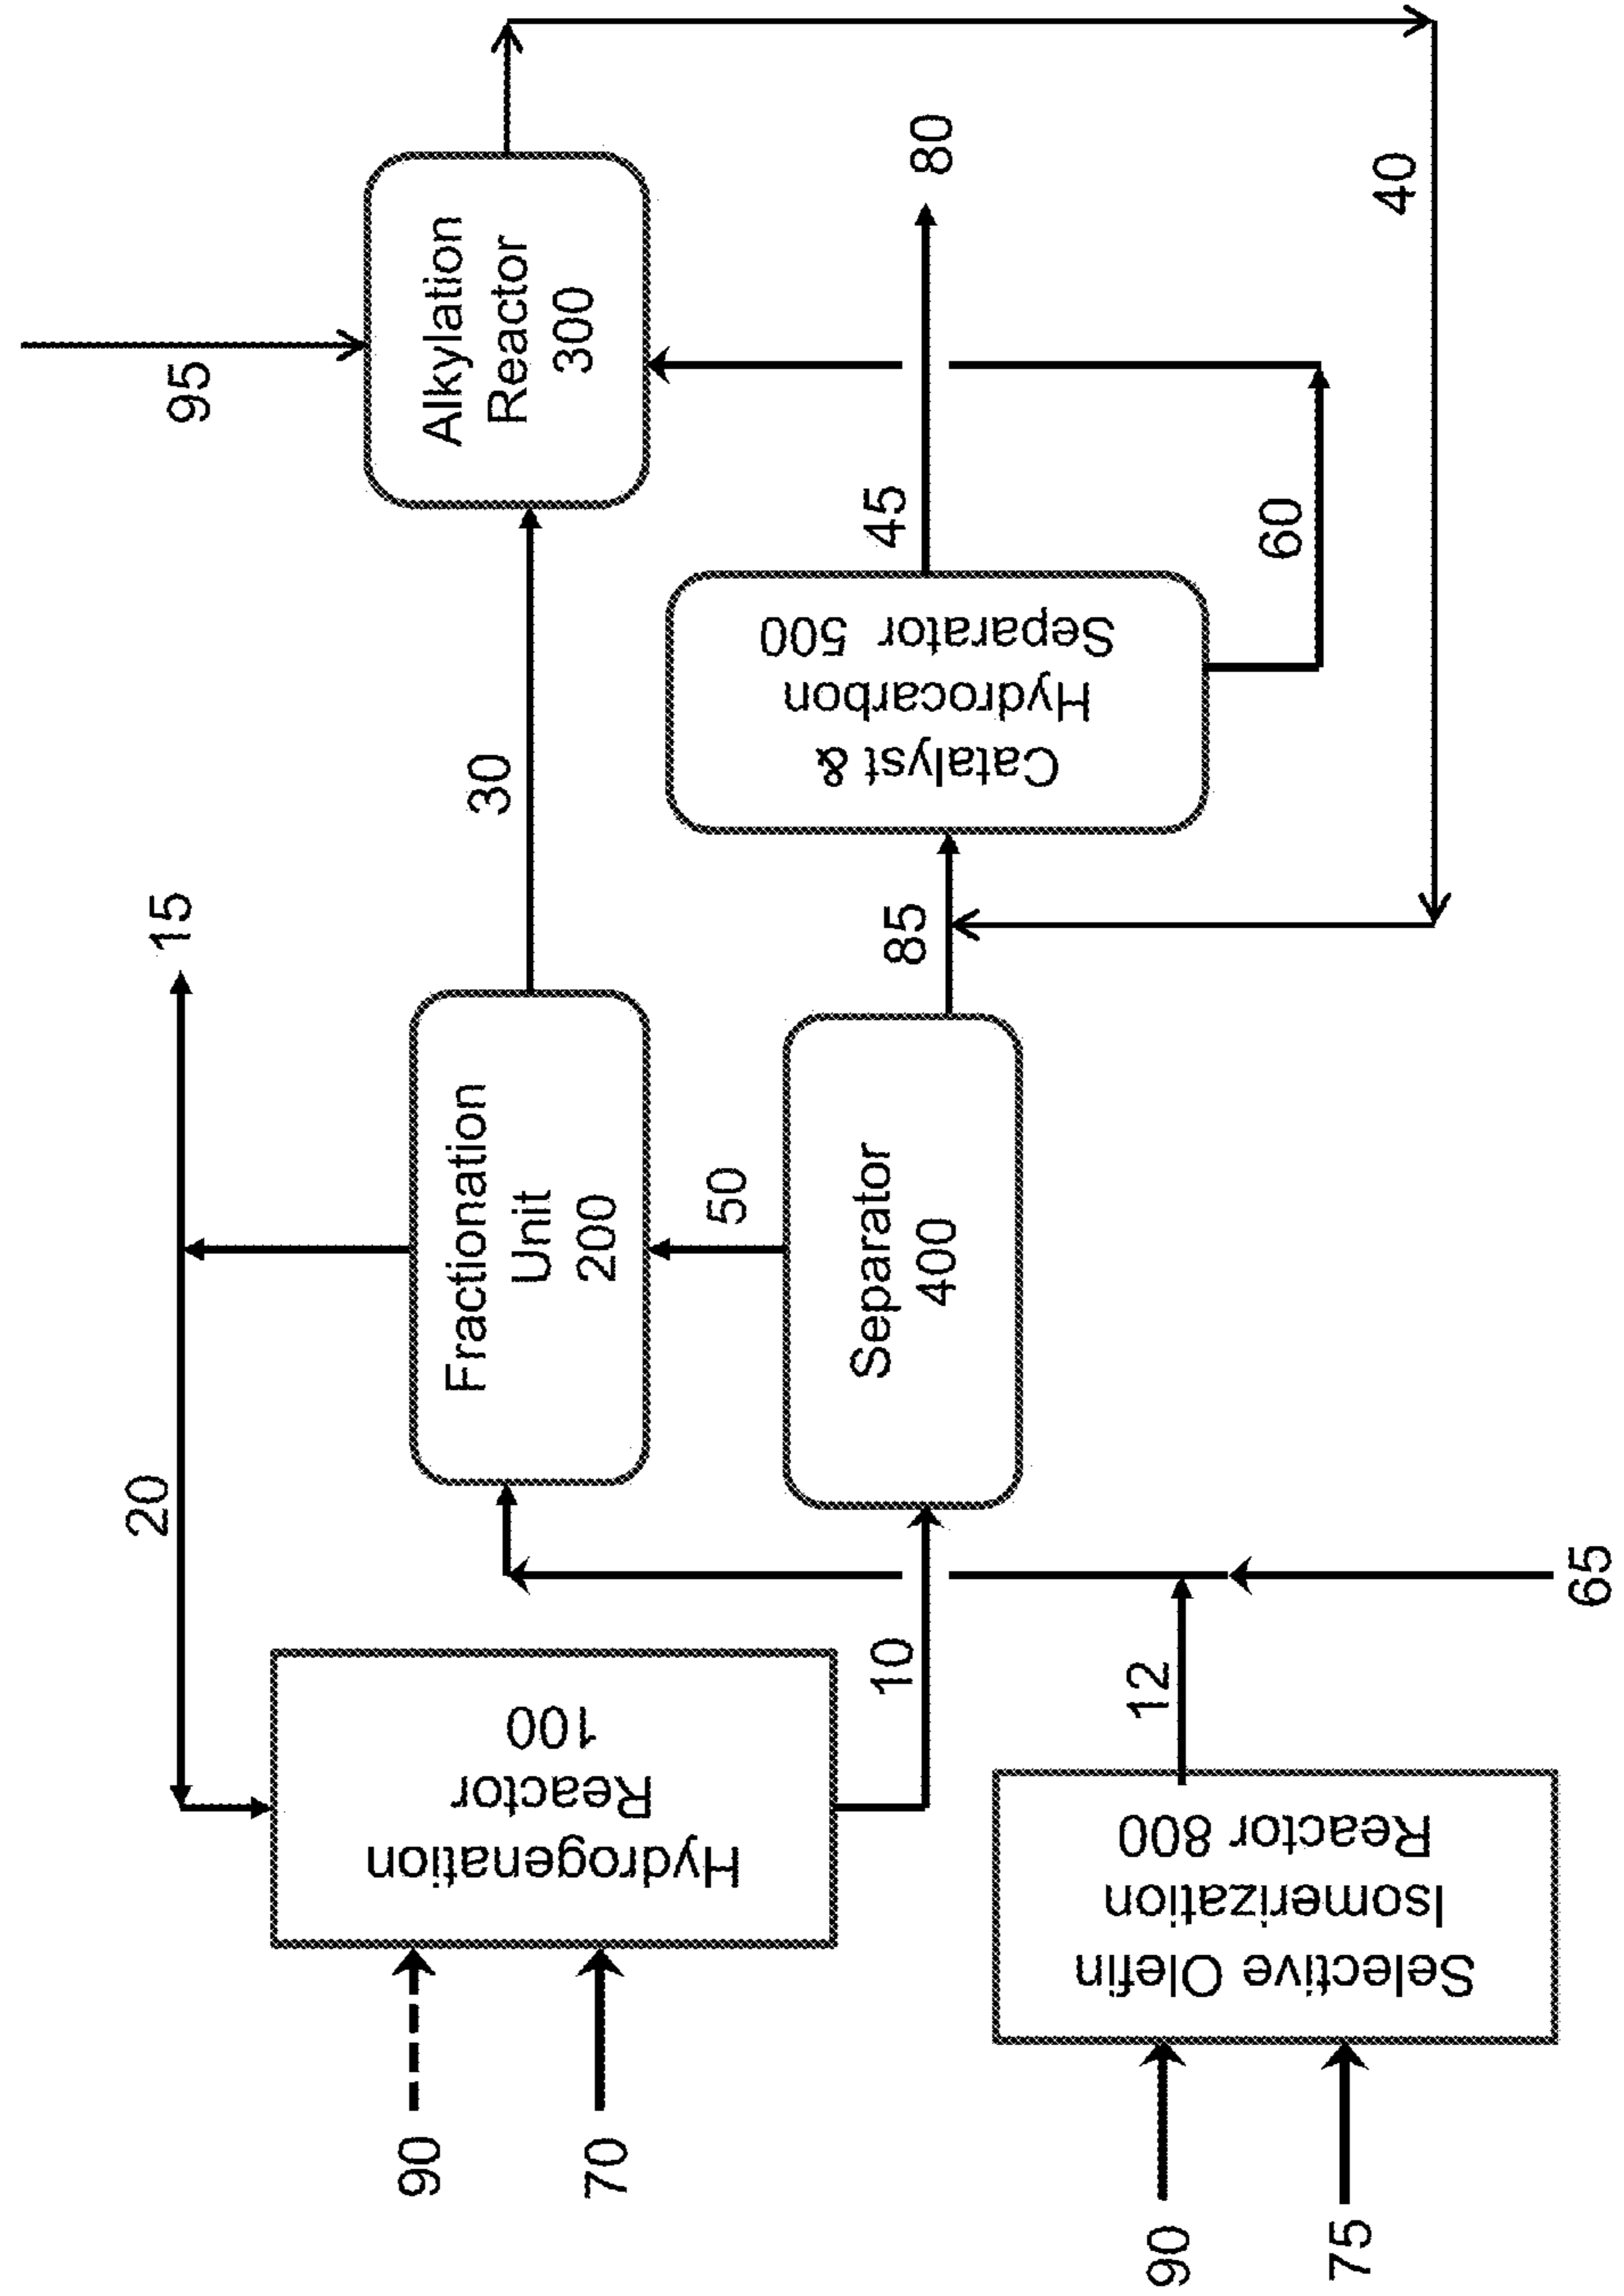 20
15
95
90
70
Hydrogenation
Reactor
100
Fractionation
Unit
200
30
Alkylation
Reactor
300
50
10
Separator
400
85
Catalyst &
Hydrocarbon
Separator 500
45
80
90
75
Selective Olefin
Isomerization
Reactor 800
12
65
60
40